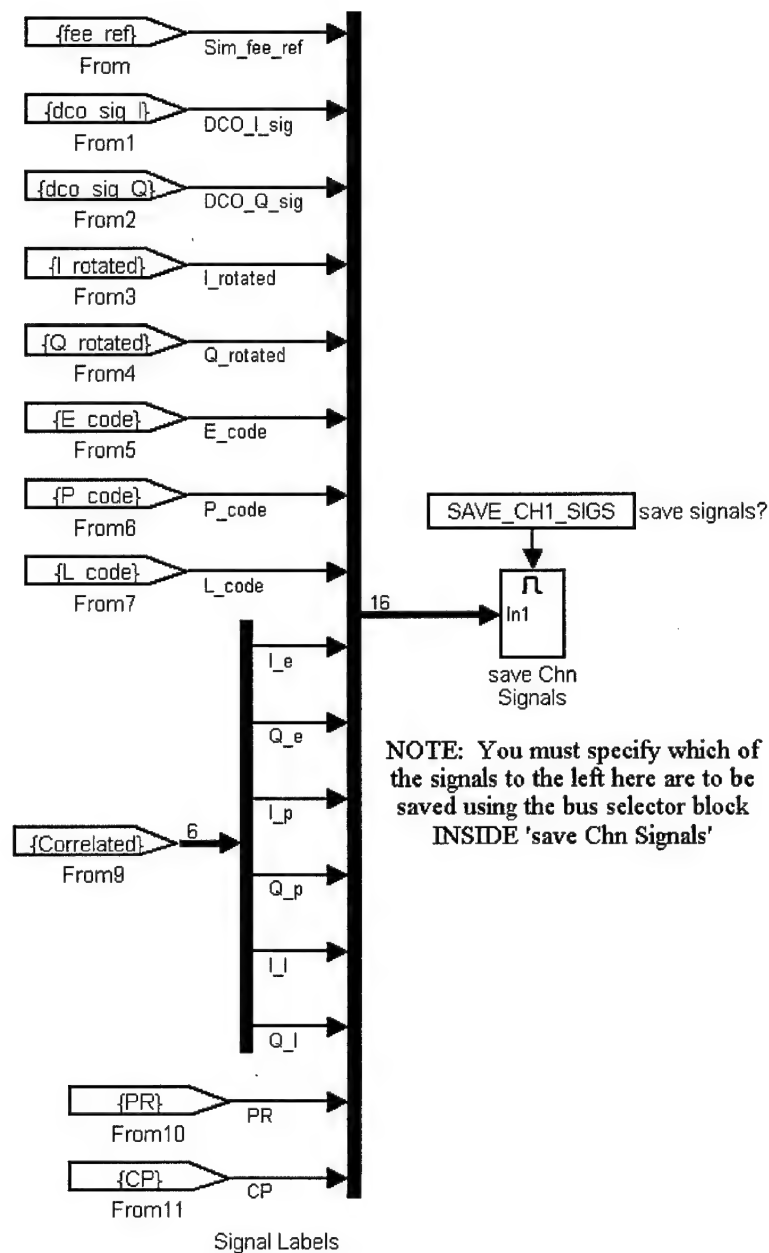 {fee_ref}
Sim_fee_ref
From
{dco_sig_I}
DCO_I_sig
From1
{dco_sig_Q}
DCO_Q_sig
From2
{I_rotated}
I_rotated
From3
{Q_rotated}
Q_rotated
From4
{E_code}
E_code
From5
{P_code}
P_code
From6
{L_code}
L_code
From7
SAVE_CH1_SIGS save signals?
16
In1
save Chn
Signals
I_e
Q_e
I_p
Q_p
I_l
Q_l
{Correlated}
6
From9
NOTE: You must specify which of
the signals to the left here are to be
saved using the bus selector block
INSIDE 'save Chn Signals'
{PR}
PR
From10
{CP}
CP
From11
Signal Labels